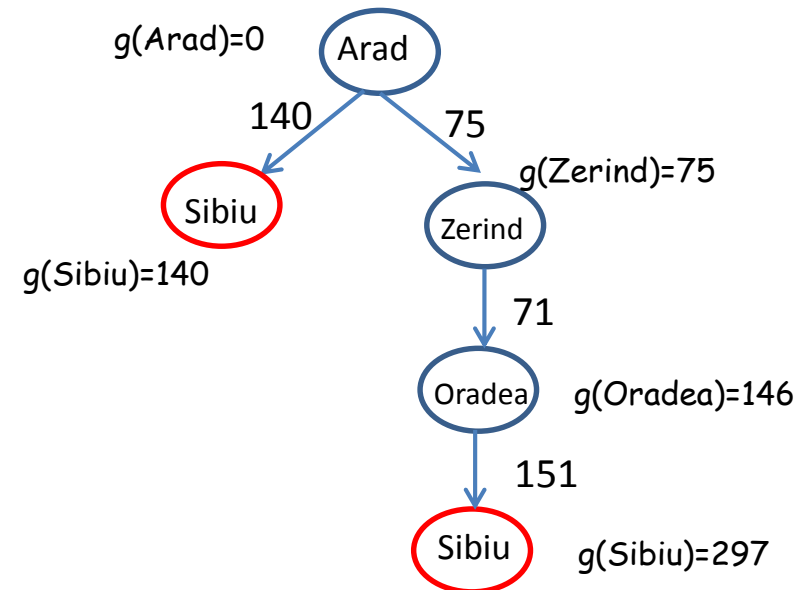 g(Arad)=0
Arad
140
75
g(Zerind)=75
Sibiu
Zerind
g(Sibiu)=140
71
Oradea
g(Oradea)=146
151
Sibiu
g(Sibiu)=297